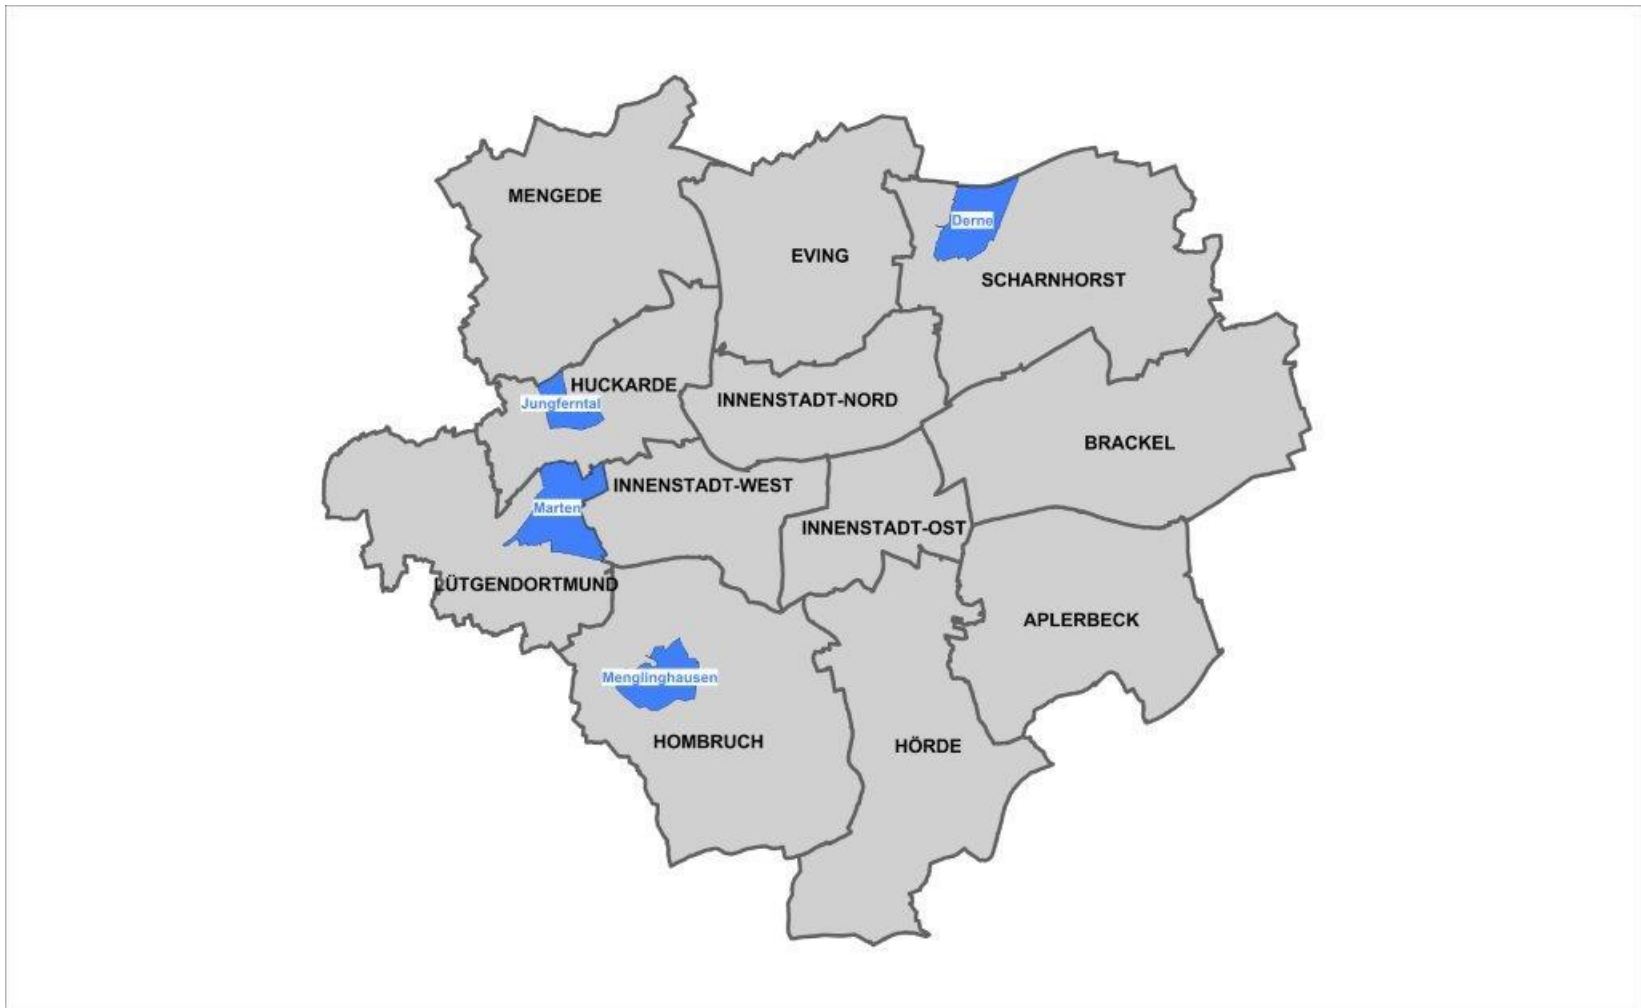 MENGEDE
Derne
EVING
SCHARNHORST
HUCKARDE
Jungferntal
INNENSTADT-NORD
BRACKEL
INNENSTADT-WEST
Marten
INNENSTADT-OST
LÜTGENDORTMUND
APLERBECK
Menglinghausen
HOMBRUCH
HÖRDE